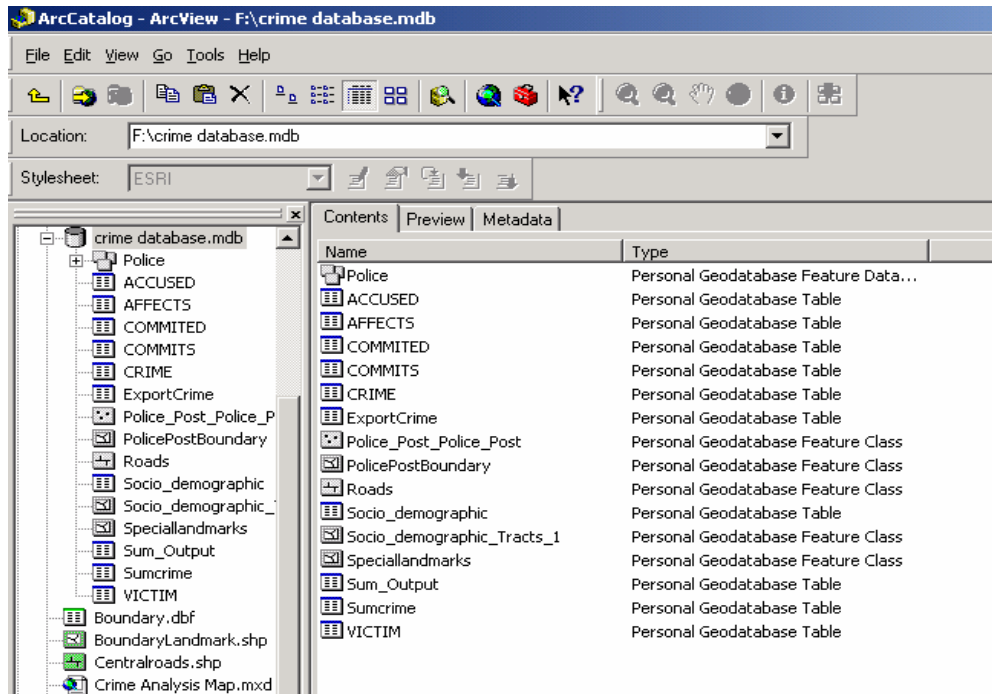 ArcCatalog - ArcView - F:\crime database.mdb
File Edit View Go Tools Help
Location: F:\crime database.mdb
Stylesheet: ESRI
crime database.mdb
Police
ACCUSED
AFFECTS
COMMITED
COMMITS
CRIME
ExportCrime
Police_Post_Police_P
PolicePostBoundary
Roads
Socio_demographic
Socio_demographic_
Speciallandmarks
Sum_Output
Sumcrime
VICTIM
Boundary.dbf
BoundaryLandmark.shp
Centralroads.shp
Crime Analysis Map.mxd
Contents Preview Metadata
Name Type
Police Personal Geodatabase Feature Data...
ACCUSED Personal Geodatabase Table
AFFECTS Personal Geodatabase Table
COMMITED Personal Geodatabase Table
COMMITS Personal Geodatabase Table
CRIME Personal Geodatabase Table
ExportCrime Personal Geodatabase Table
Police_Post_Police_Post Personal Geodatabase Feature Class
PolicePostBoundary Personal Geodatabase Feature Class
Roads Personal Geodatabase Feature Class
Socio_demographic Personal Geodatabase Table
Socio_demographic_Tracts_1 Personal Geodatabase Feature Class
Speciallandmarks Personal Geodatabase Feature Class
Sum_Output Personal Geodatabase Table
Sumcrime Personal Geodatabase Table
VICTIM Personal Geodatabase Table